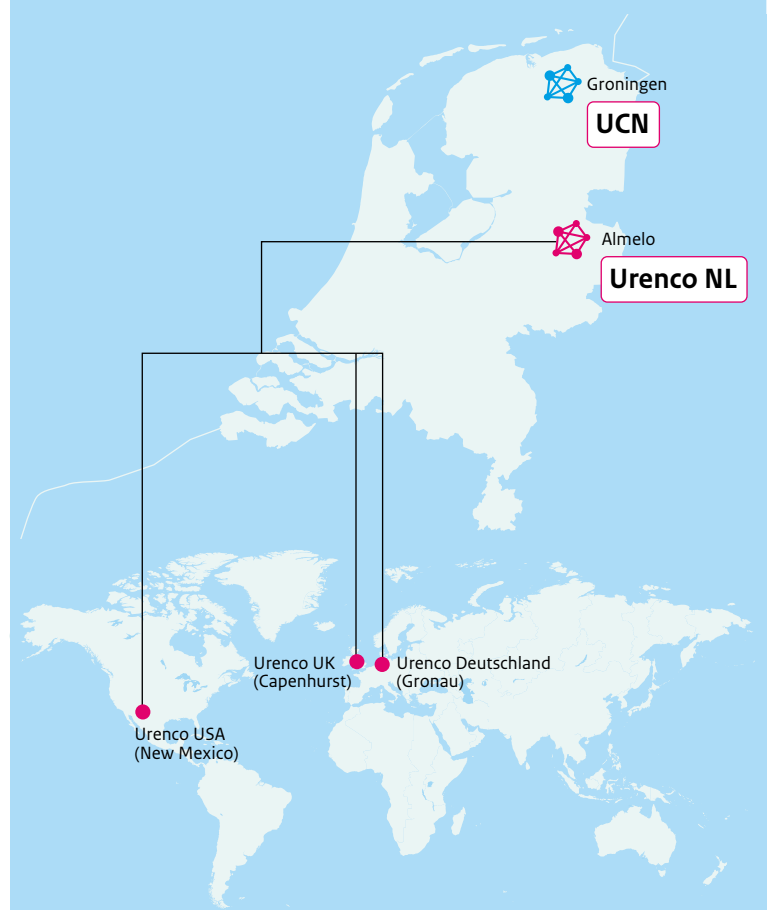 Groningen
UCN
Almelo
Urenco NL
Urenco UK
(Capenhurst)
Urenco Deutschland
(Gronau)
Urenco USA
(New Mexico)